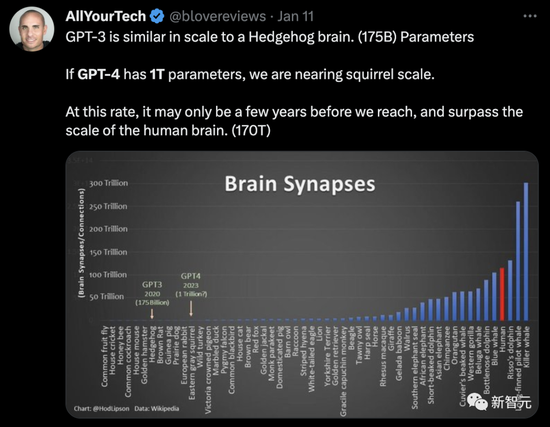 AllYourTech @blovereviews · Jan 11
GPT-3 is similar in scale to a Hedgehog brain. (175B) Parameters
If GPT-4 has 1T parameters, we are nearing squirrel scale.
At this rate, it may only be a few years before we reach, and surpass the
scale of the human brain. (170T)
Brain Synapses
(Brain Synapses/Connections)
300 Trillion
250 Trillion
200 Trillion
150 Trillion
100 Trillion
50 Trillion
GPT3
2020
(175Billion)
GPT4
2023
(1 Trillion?)
Common fruit fly
House cricket
Honey bee
Common cockroach
House mouse
Golden hamster
Hedgehog
Brown Rat
Guinea pig
Prairie dog
European rabbit
Eastern gray squirrel
Wild turkey
Victoria crowned pigeon
Marbled duck
Pygmy falcon
Common blackbird
House cat
Brown bear
Red fox
Golden jackal
Monk parakeet
Domesticated pig
Barn owl
Raccoon
Striped hyena
White-tailed
Lion
Yorkshire Terrier
Golden retriever
Gracile capuchin monkey
Beagle
Tawny owl
Harp seal
Horse
Rhesus macaque
Giraffe
Gelada baboon
Southern elephant seal
African elephant
Short-beaked dolphin
Asian elephant
Chimpanzee
Orangutan
Cuvier's beaked whale
Western gorilla
Beluga whale
Bottlenose dolphin
Blue whale
Human
Risso's dolphin
-finned pilot whale
Killer whale
Chart: @HodLipson Data: Wikipedia
新智元